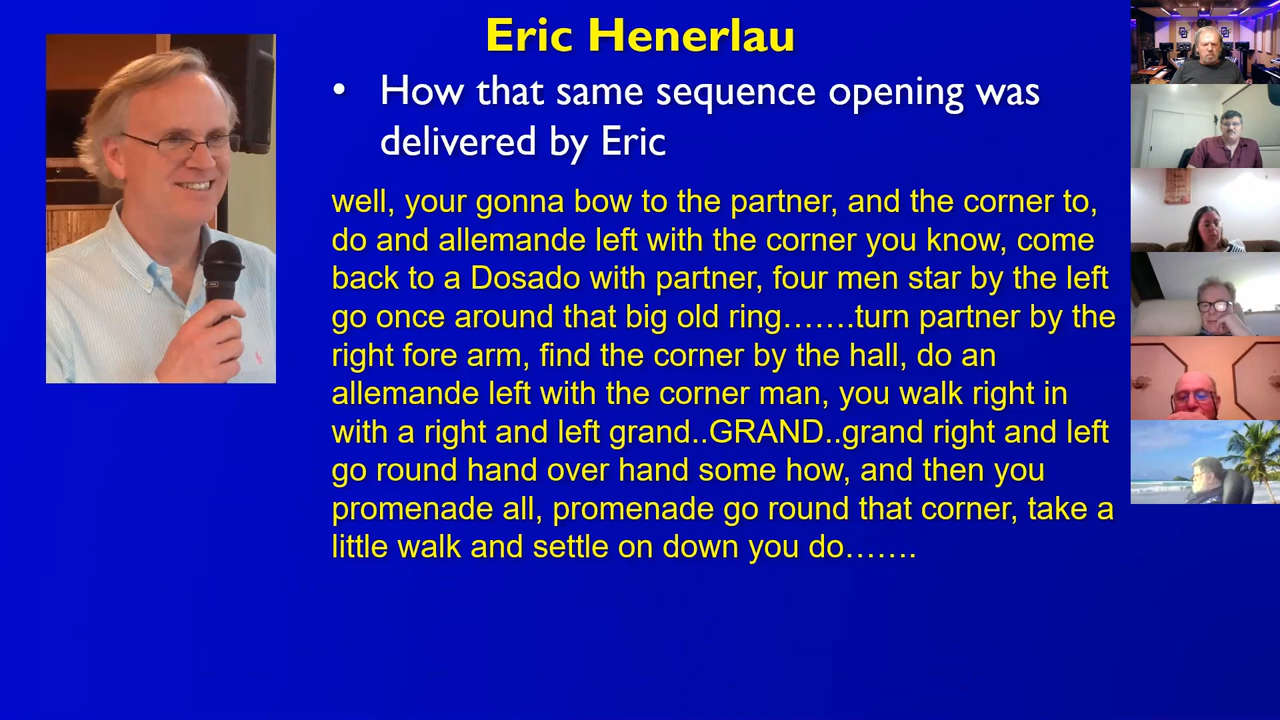 Eric Henerlau
• How that same sequence opening was
delivered by Eric
well, your gonna bow to the partner, and the corner to,
do and allemande left with the corner you know, come
back to a Dosado with partner, four men star by the left
go once around that big old ring…….turn partner by the
right fore arm, find the corner by the hall, do an
allemande left with the corner man, you walk right in
with a right and left grand..GRAND..grand right and left
go round hand over hand some how, and then you
promenade all, promenade go round that corner, take a
little walk and settle on down you do…….